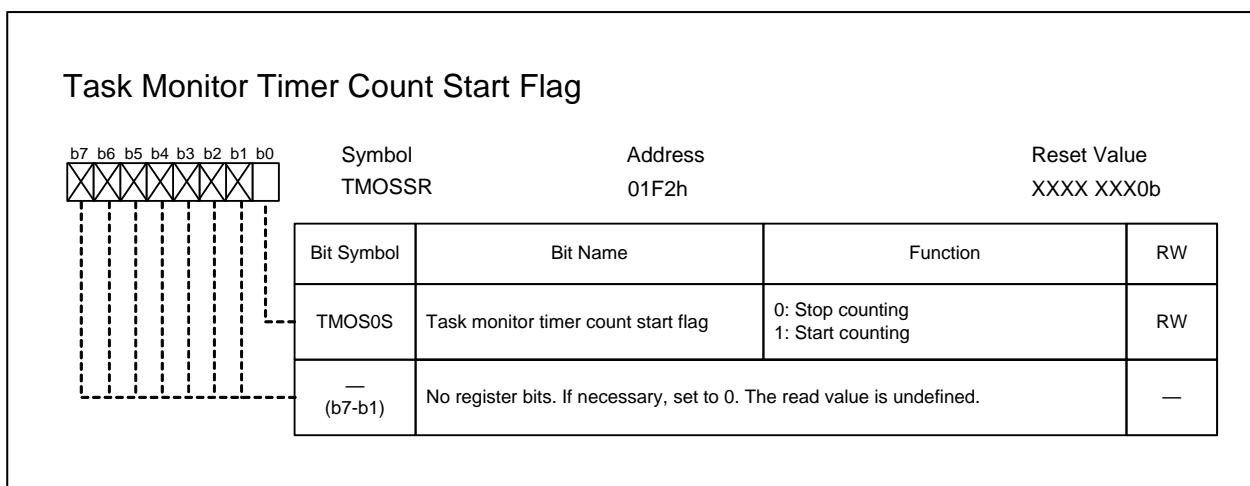 Task Monitor Timer Count Start Flag
b7 b6 b5 b4 b3 b2 b1 b0
Symbol Address Reset Value
TMOSSR 01F2h XXXX XXX0b
Bit Symbol Bit Name Function RW
TMOS0S Task monitor timer count start flag 0: Stop counting RW
1: Start counting
—
(b7-b1) No register bits. If necessary, set to 0. The read value is undefined. —